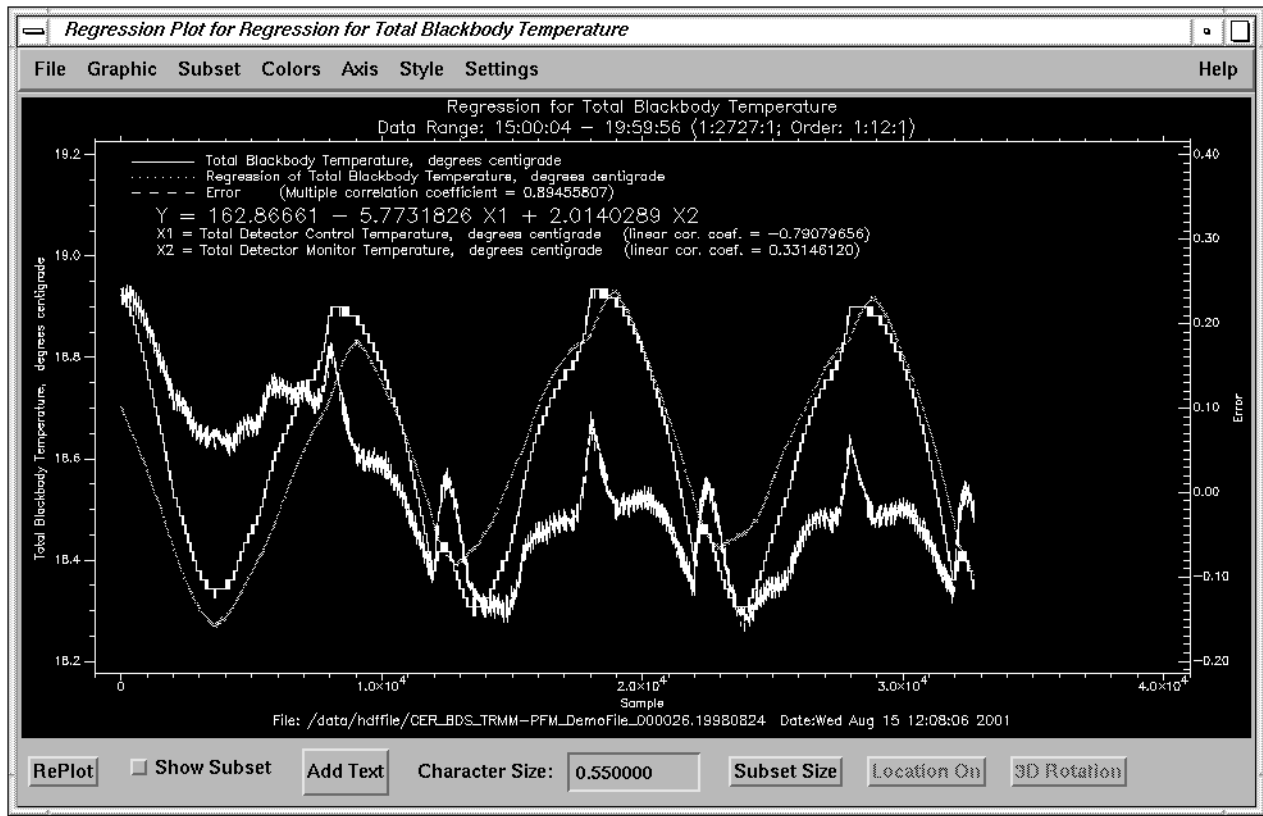 Regression Plot for Regression for Total Blackbody Temperature
File Graphic Subset Colors Axis Style Settings Help
Regression for Total Blackbody Temperature
Data Range: 15:00:04 – 19:59:56 (1:2727:1; Order: 1:12:1)
Total Blackbody Temperature, degrees centigrade
Regression of Total Blackbody Temperature, degrees centigrade
Error (Multiple correlation coefficient = 0.89455807)
Y = 162.86661 – 5.7731826 X1 + 2.0140289 X2
X1 = Total Detector Control Temperature, degrees centigrade (linear cor. coef. = –0.79079656)
X2 = Total Detector Monitor Temperature, degrees centigrade (linear cor. coef. = 0.33146120)
Total Blackbody Temperature, degrees centigrade
19.2
19.0
18.8
18.6
18.4
18.2
0.40
0.30
0.20
0.10
0.00
–0.10
–0.20
Error
0 1.0×10⁴ 2.0×10⁴ 3.0×10⁴ 4.0×10⁴
Sample
File: /data/hdffile/CER_BDS_TRMM–PFM_DemoFile_000026.19980824 Date:Wed Aug 15 12:08:06 2001
RePlot Show Subset Add Text Character Size: 0.550000 Subset Size Location On 3D Rotation